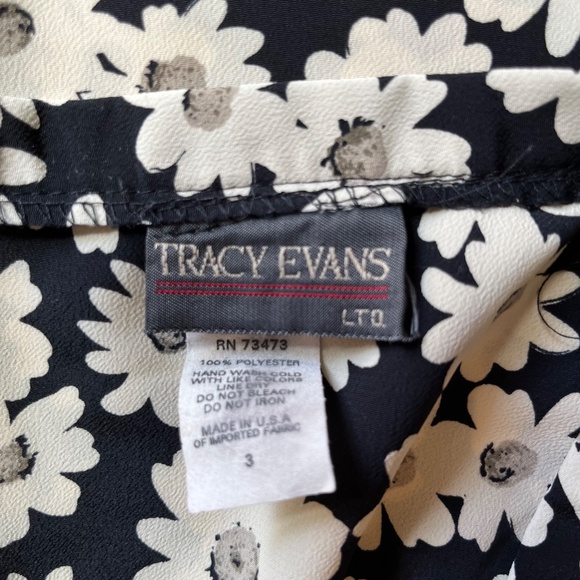 TRACY EVANS
LTD.
RN 73473
100% POLYESTER
HAND WASH COLD
WITH LIKE COLORS
LINE DRY
DO NOT BLEACH
DO NOT IRON
MADE IN U.S.A
OF IMPORTED FABRIC
3